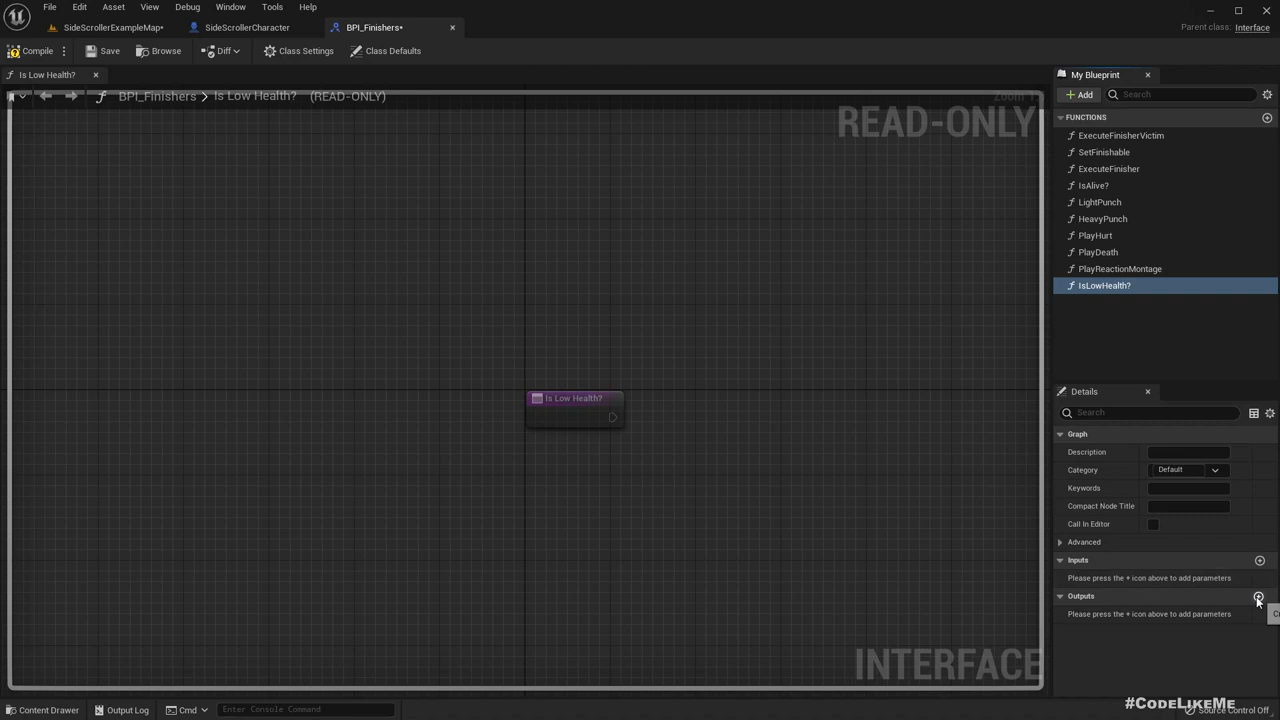 File Edit Asset View Debug Window Tools Help
SideScrollerExampleMap*
SideScrollerCharacter
BPI_Finishers*
Parent class: Interface
Compile
Save
Browse
Diff
Class Settings
Class Defaults
Is Low Health?
BPI_Finishers > Is Low Health? (READ-ONLY)
READ-ONLY
Is Low Health?
INTERFACE
My Blueprint
Add
Search
FUNCTIONS
ExecuteFinisherVictim
SetFinishable
ExecuteFinisher
IsAlive?
LightPunch
HeavyPunch
PlayHurt
PlayDeath
PlayReactionMontage
IsLowHealth?
Details
Search
Graph
Description
Category Default
Keywords
Compact Node Title
Call In Editor
Advanced
Inputs
Please press the + icon above to add parameters
Outputs
Please press the + icon above to add parameters
Content Drawer
Output Log
Cmd
Enter Console Command
#CodeLikeMe
Source Control Off